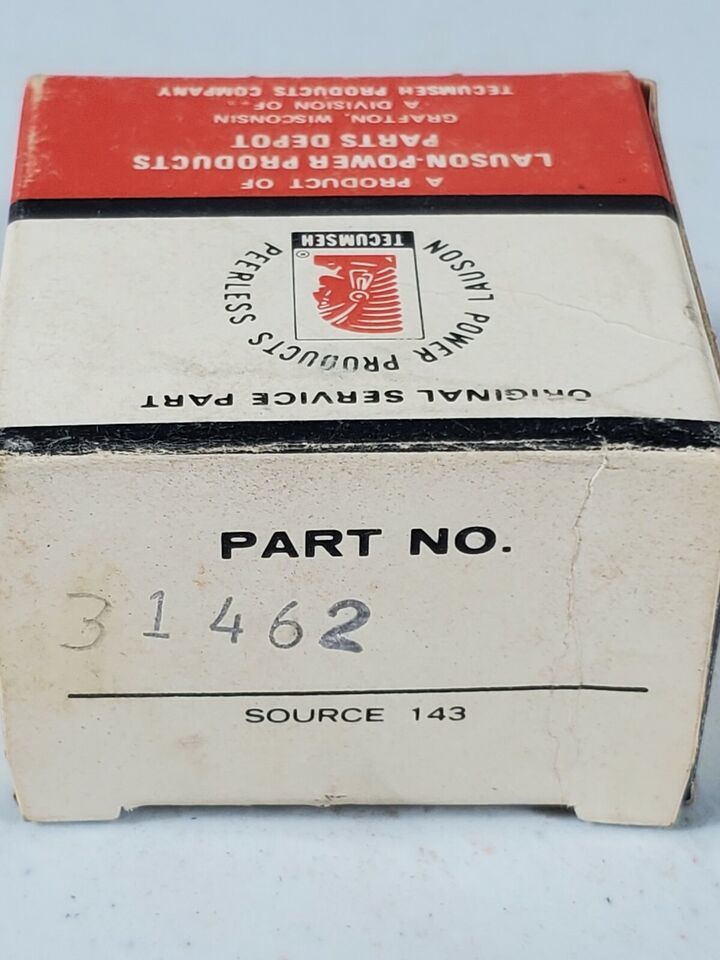 A PRODUCT OF
LAUSON-POWER PRODUCTS
PARTS DEPOT
GRAFTON, WISCONSIN
A DIVISION OF..
TECUMSEH PRODUCTS COMPANY
TECUMSEH
®
LAUSON POWER PRODUCTS PEERLESS
ORIGINAL SERVICE PART
PART NO.
31462
SOURCE 143